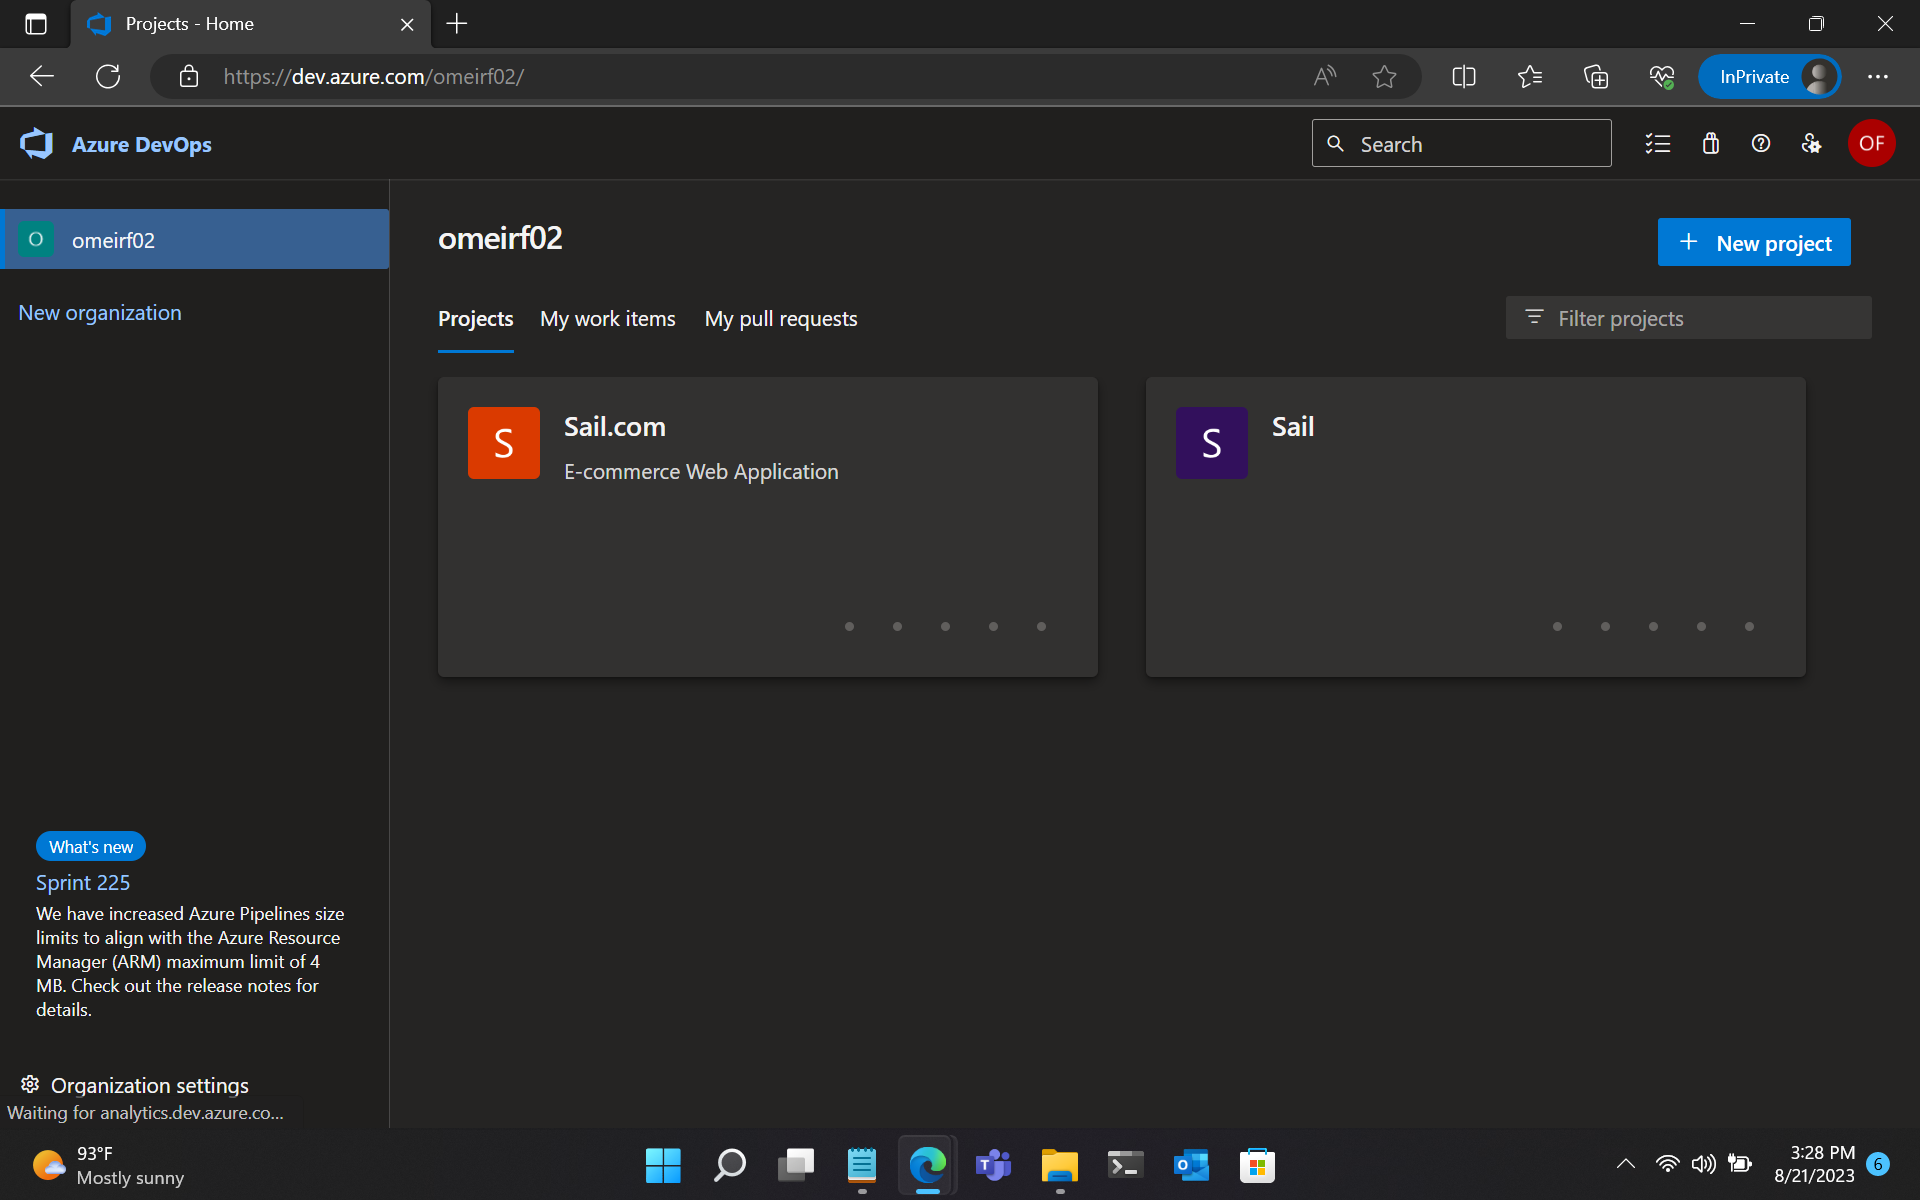 Projects - Home
https://dev.azure.com/omeirf02/
InPrivate
Azure DevOps
Search
OF
O
omeirf02
New organization
omeirf02
New project
Projects
My work items
My pull requests
Filter projects
S
Sail.com
E-commerce Web Application
S
Sail
What's new
Sprint 225
We have increased Azure Pipelines size
limits to align with the Azure Resource
Manager (ARM) maximum limit of 4
MB. Check out the release notes for
details.
Organization settings
Waiting for analytics.dev.azure.co...
93°F
Mostly sunny
3:28 PM
8/21/2023
6